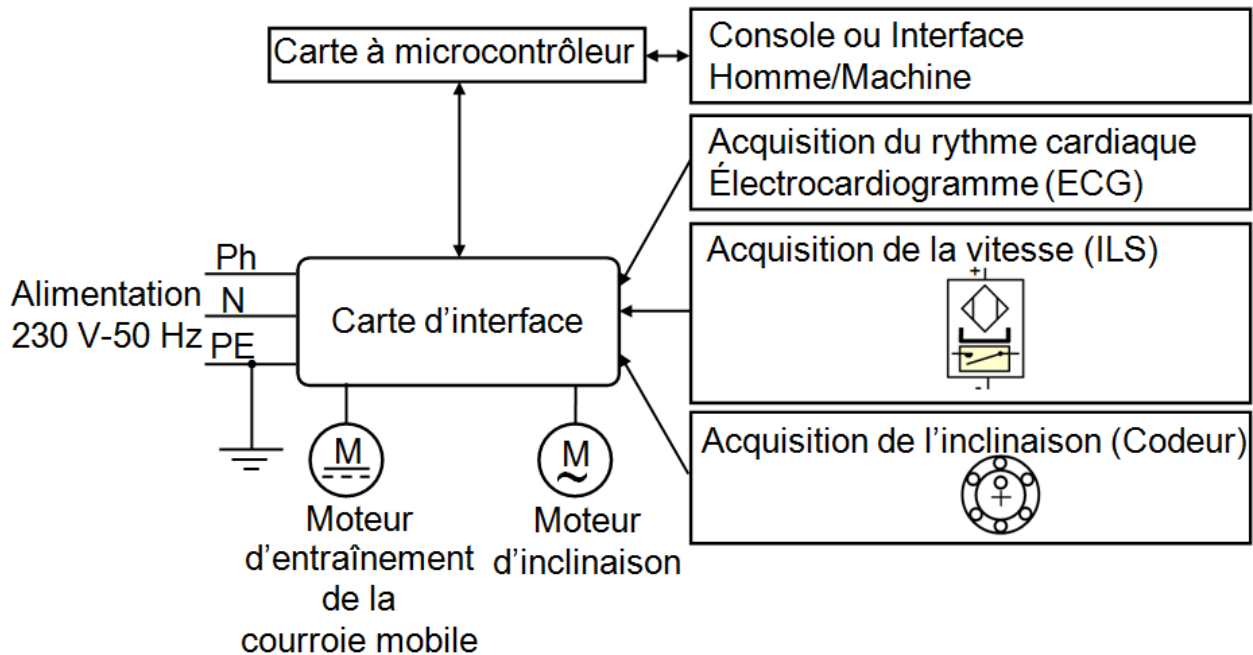 Carte à microcontrôleur
Console ou Interface
Homme/Machine
Acquisition du rythme cardiaque
Électrocardiogramme (ECG)
Acquisition de la vitesse (ILS)
+
-
Alimentation
230 V-50 Hz
Ph
N
PE
Carte d’interface
Acquisition de l’inclinaison (Codeur)
M
M
~
Moteur
d’entraînement
de la
courroie mobile
Moteur
d’inclinaison